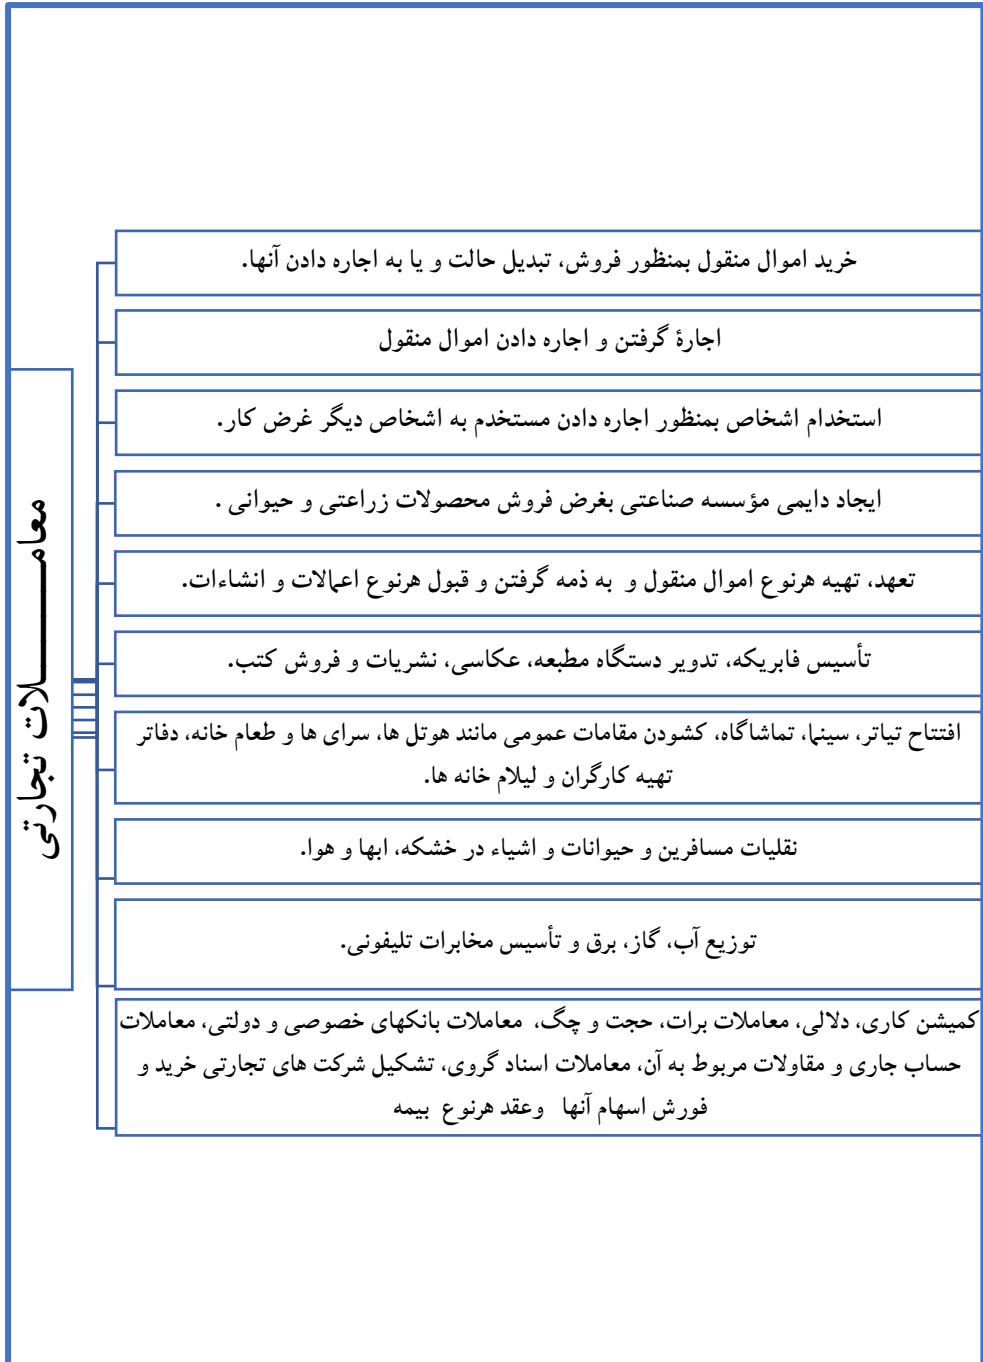 معامـــــــــلات تجارتی
خرید اموال منقول بمنظور فروش، تبدیل حالت و یا به اجاره دادن آنها.
اجارۀ گرفتن و اجاره دادن اموال منقول
استخدام اشخاص بمنظور اجاره دادن مستخدم به اشخاص دیگر غرض کار.
ایجاد دایمی مؤسسه صناعتی بغرض فروش محصولات زراعتی و حیوانی .
تعهد، تهیه هرنوع اموال منقول و به ذمه گرفتن و قبول هرنوع اعمالات و انشاءات.
تأسیس فابریکه، تدویر دستگاه مطبعه، عکاسی، نشریات و فروش کتب.
افتتاح تیاتر، سینما، تماشاگاه، کشودن مقامات عمومی مانند هوتل ها، سرای ها و طعام خانه، دفاتر
تهیه کارگران و لیلام خانه ها.
نقلیات مسافرین و حیوانات و اشیاء در خشکه، ابها و هوا.
توزیع آب، گاز، برق و تأسیس مخابرات تلیفونی.
کمیشن کاری، دلالی، معاملات برات، حجت و چگ، معاملات بانکهای خصوصی و دولتی، معاملات
حساب جاری و مقاولات مربوط به آن، معاملات اسناد گروی، تشکیل شرکت های تجارتی خرید و
فورش اسهام آنها وعقد هرنوع بیمه